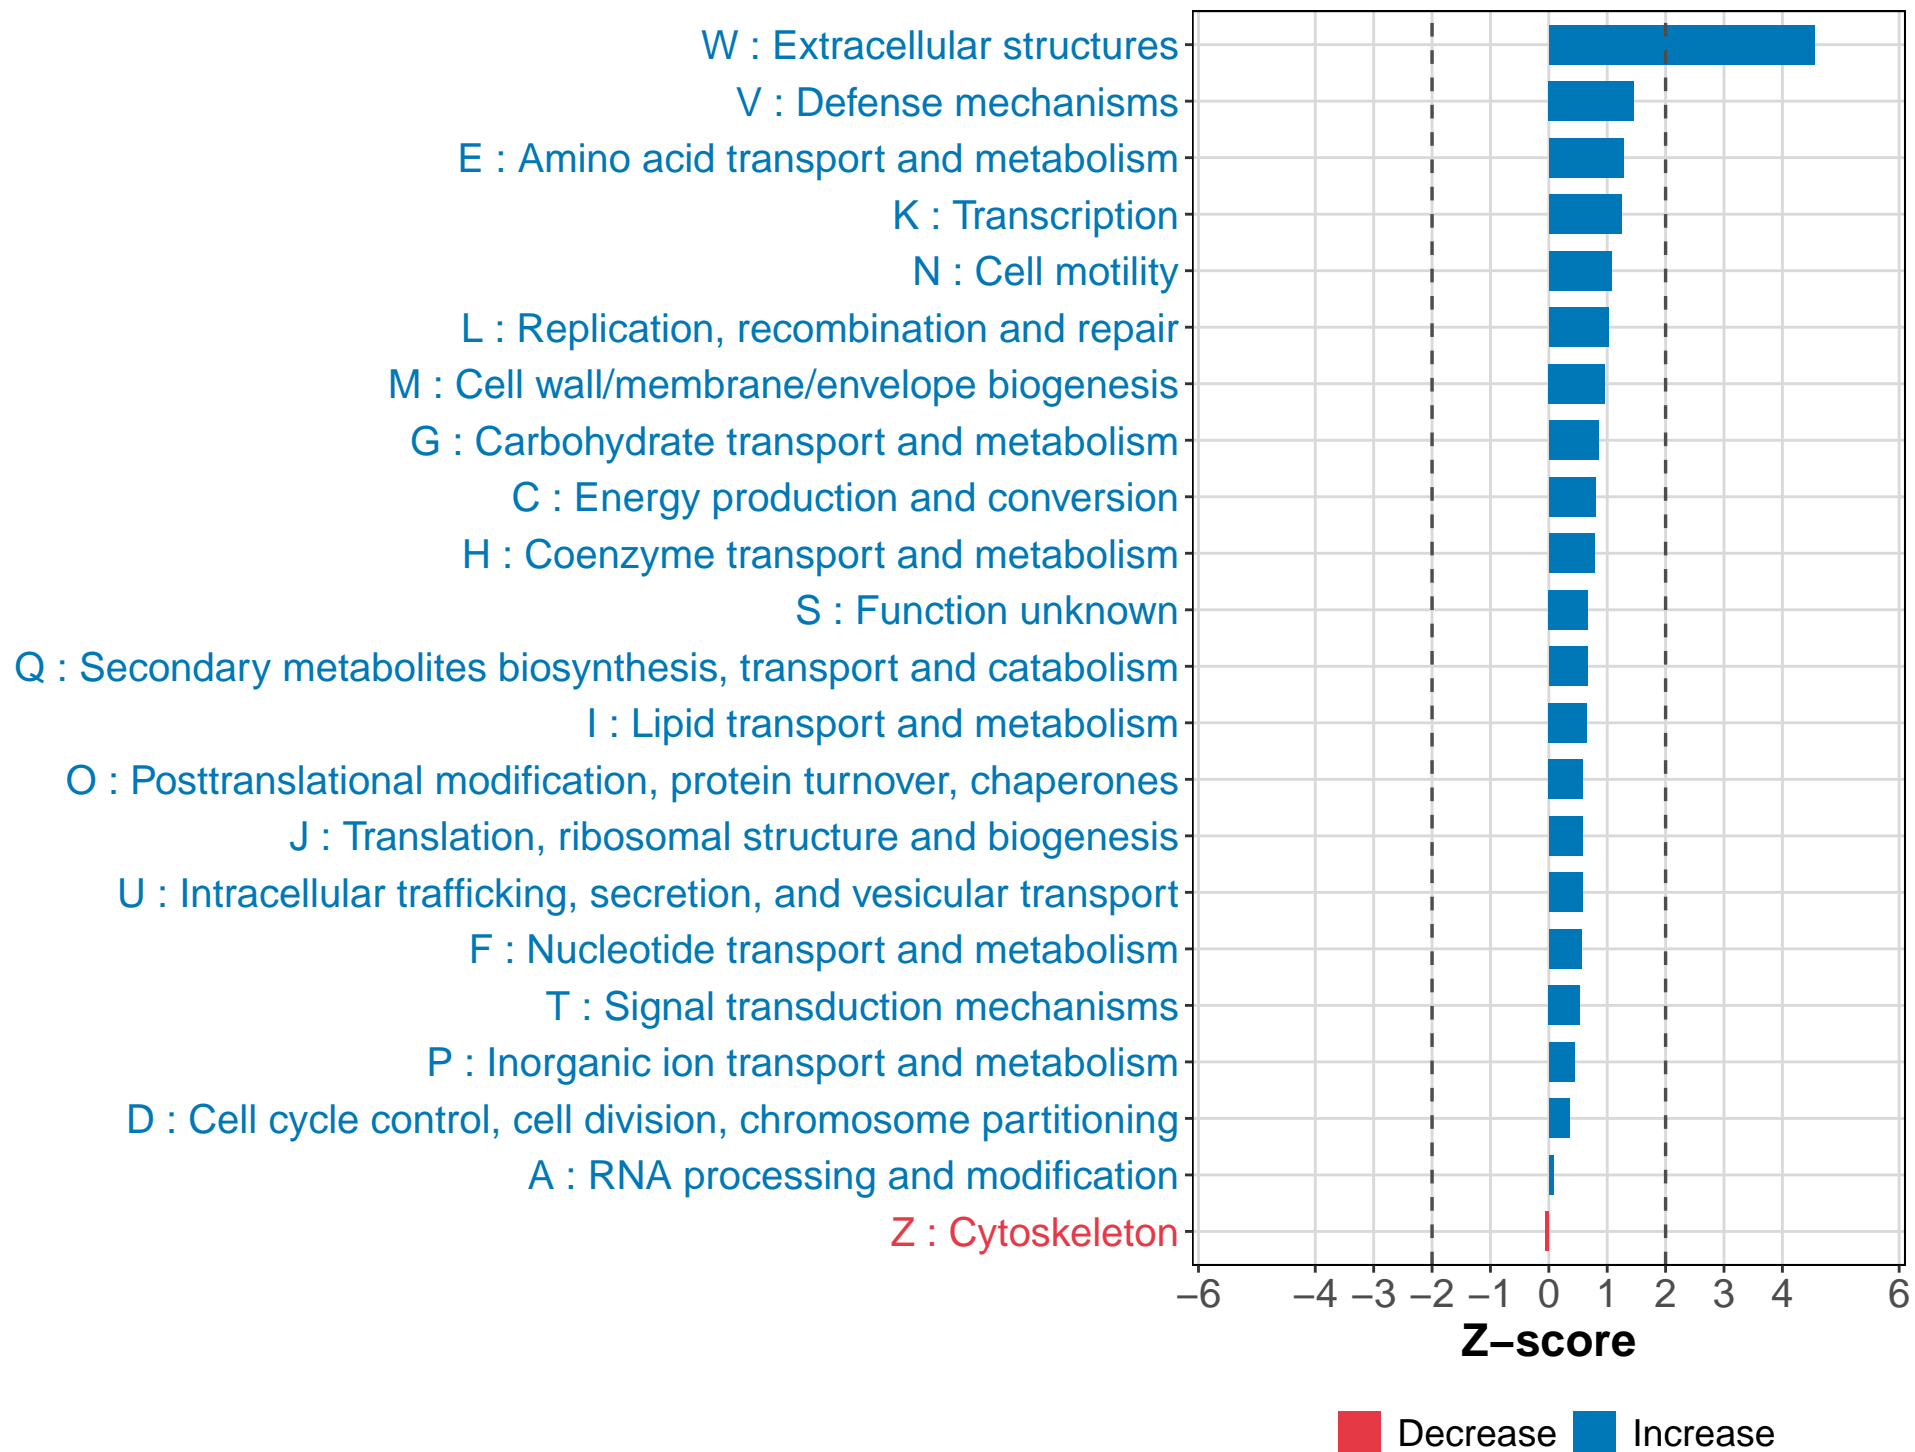 W : Extracellular structures
V : Defense mechanisms
E : Amino acid transport and metabolism
K : Transcription
N : Cell motility
L : Replication, recombination and repair
M : Cell wall/membrane/envelope biogenesis
G : Carbohydrate transport and metabolism
C : Energy production and conversion
H : Coenzyme transport and metabolism
S : Function unknown
Q : Secondary metabolites biosynthesis, transport and catabolism
I : Lipid transport and metabolism
O : Posttranslational modification, protein turnover, chaperones
J : Translation, ribosomal structure and biogenesis
U : Intracellular trafficking, secretion, and vesicular transport
F : Nucleotide transport and metabolism
T : Signal transduction mechanisms
P : Inorganic ion transport and metabolism
D : Cell cycle control, cell division, chromosome partitioning
A : RNA processing and modification
Z : Cytoskeleton
−6 −4 −3 −2 −1 0 1 2 3 4 6
Z−score
Decrease Increase